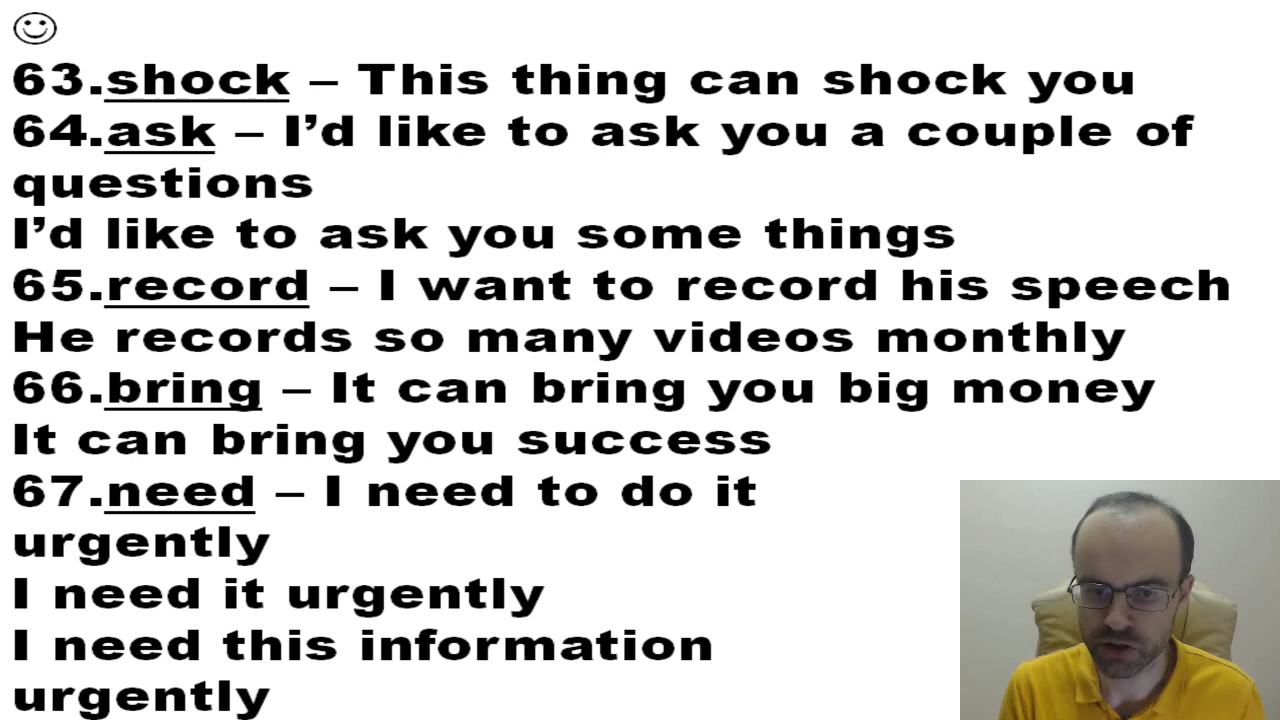 63.shock – This thing can shock you
64.ask – I’d like to ask you a couple of
questions
I’d like to ask you some things
65.record – I want to record his speech
He records so many videos monthly
66.bring – It can bring you big money
It can bring you success
67.need – I need to do it
urgently
I need it urgently
I need this information
urgently